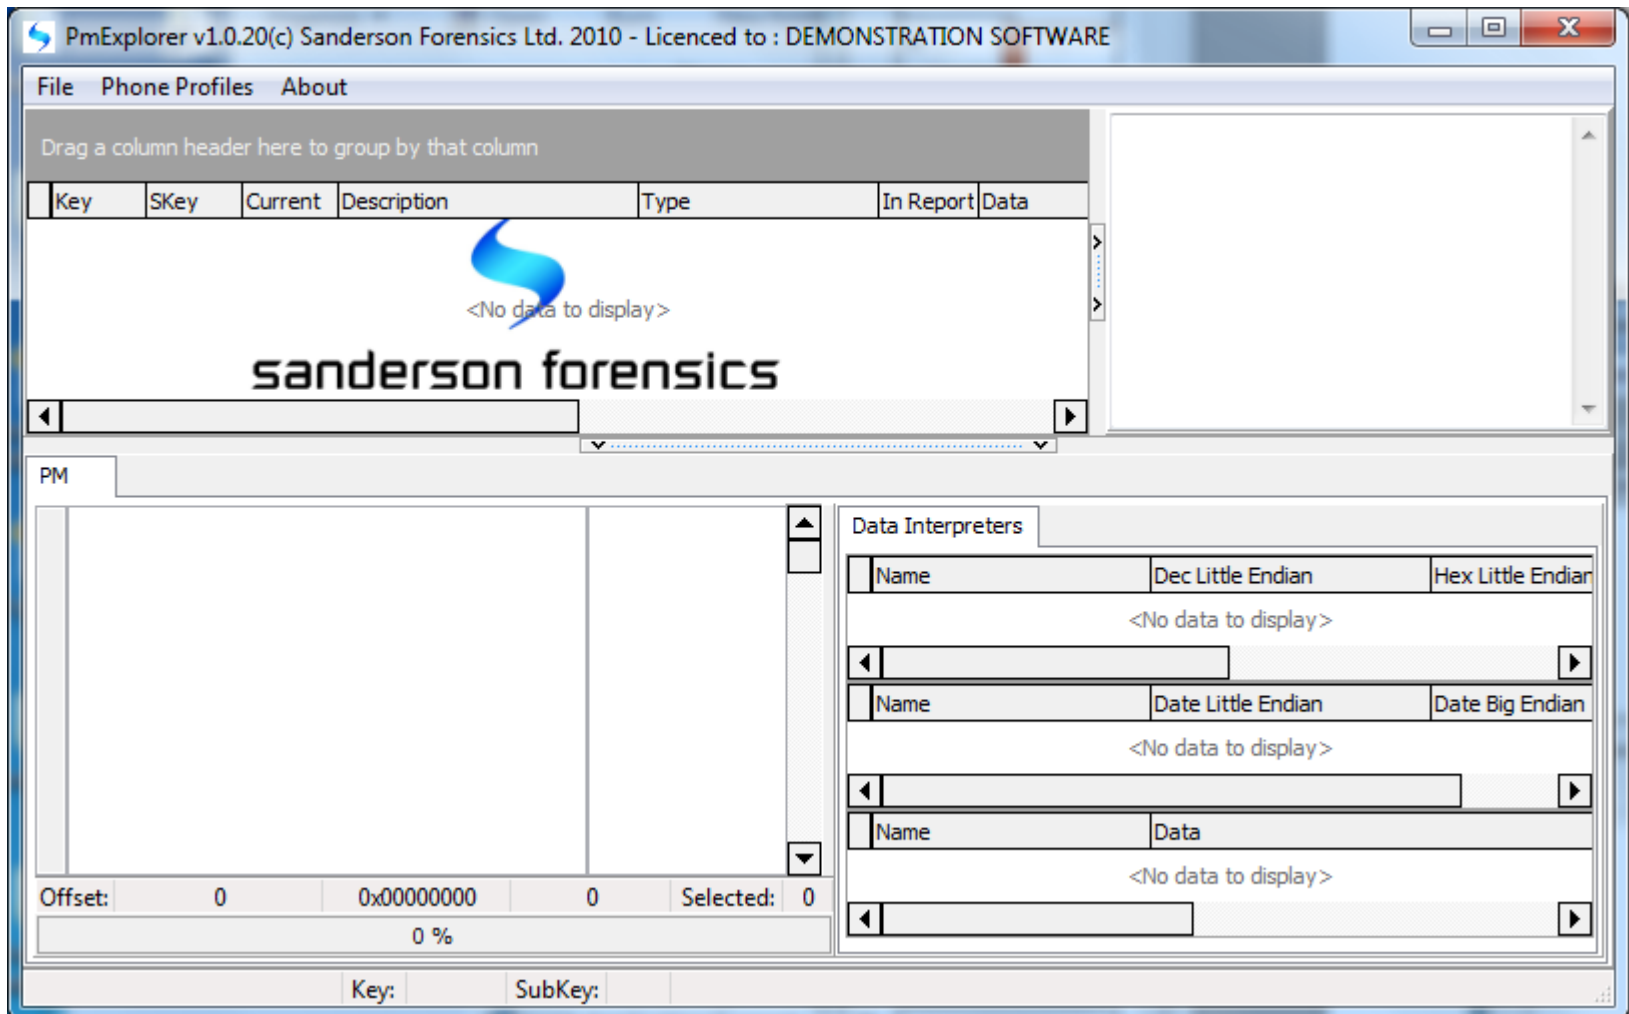 PmExplorer v1.0.20(c) Sanderson Forensics Ltd. 2010 - Licenced to : DEMONSTRATION SOFTWARE
File Phone Profiles About
Drag a column header here to group by that column
Key SKey Current Description Type In Report Data
<No data to display>
sanderson forensics
PM
Data Interpreters
Name Dec Little Endian Hex Little Endian
<No data to display>
Name Date Little Endian Date Big Endian
<No data to display>
Name Data
<No data to display>
Offset: 0 0x00000000 0 Selected: 0
0 %
Key: SubKey: